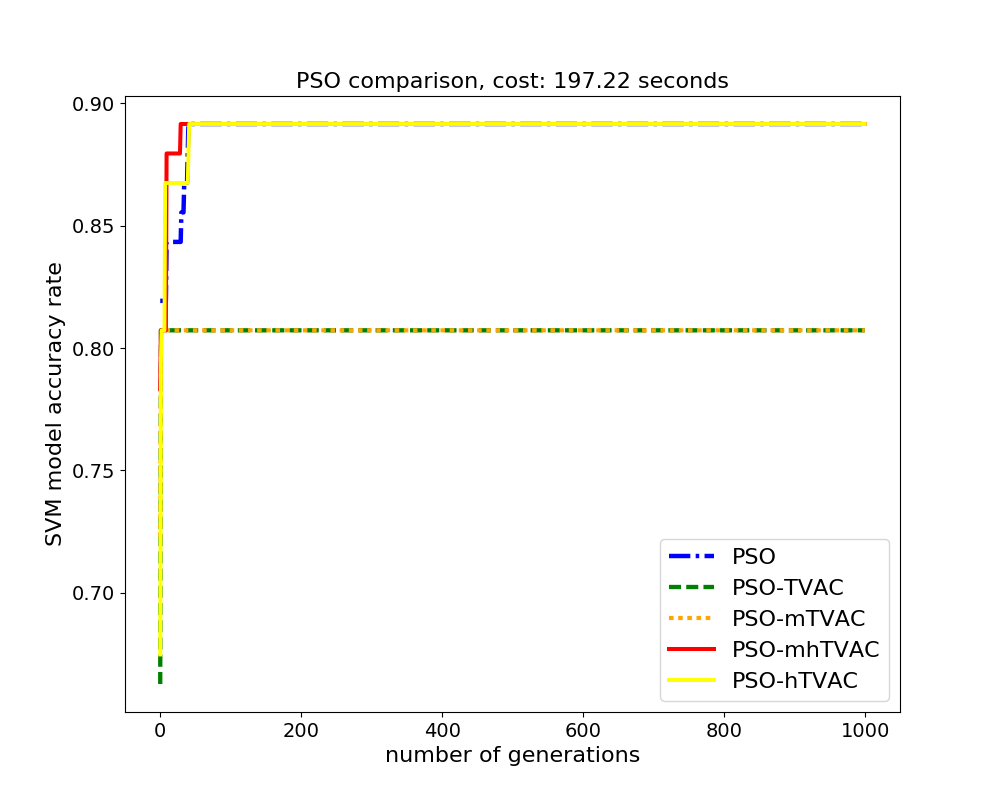 PSO comparison, cost: 197.22 seconds
0.90
0.85
0.80
0.75
0.70
SVM model accuracy rate
0
200
400
600
800
1000
number of generations
PSO
PSO-TVAC
PSO-mTVAC
PSO-mhTVAC
PSO-hTVAC